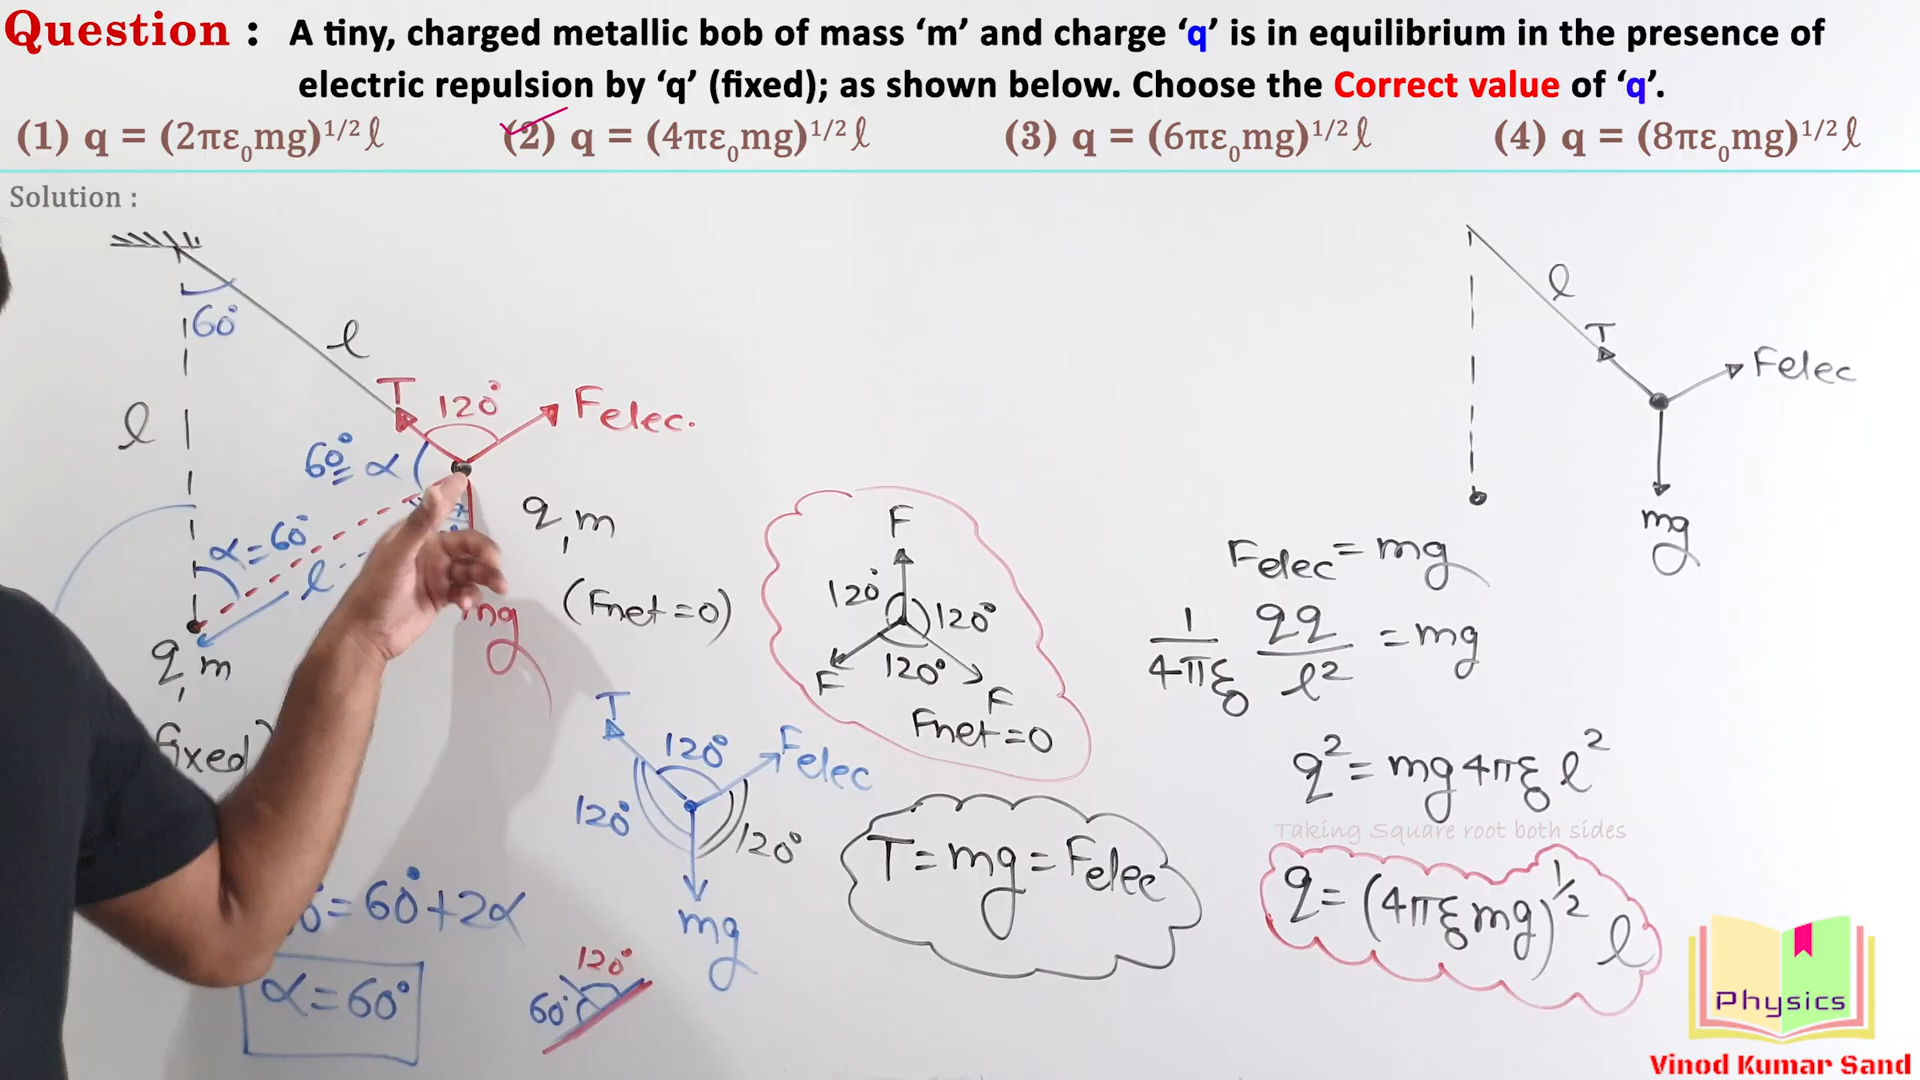 Question : A tiny, charged metallic bob of mass ‘m’ and charge ‘q’ is in equilibrium in the presence of
electric repulsion by ‘q’ (fixed); as shown below. Choose the Correct value of ‘q’.
(1) q = (2πε₀mg)^1/2 ℓ (2) q = (4πε₀mg)^1/2 ℓ (3) q = (6πε₀mg)^1/2 ℓ (4) q = (8πε₀mg)^1/2 ℓ
Solution :
60°
ℓ
ℓ
T 120° Felec.
60° α
α = 60°
ℓ
q, m
(Fnet = 0)
mg
q, m
fixed)
= 60° + 2α
α = 60°
120°
60°
T 120° Felec
120° 120°
mg
F
120° 120°
120°
F F
Fnet = 0
T = mg = Felec
ℓ
T
Felec
mg
Felec = mg
1/4πε₀ qq/ℓ² = mg
q² = mg 4πε₀ ℓ²
Taking Square root both sides
q = (4πε₀ mg)^1/2 ℓ
Physics
Vinod Kumar Sand